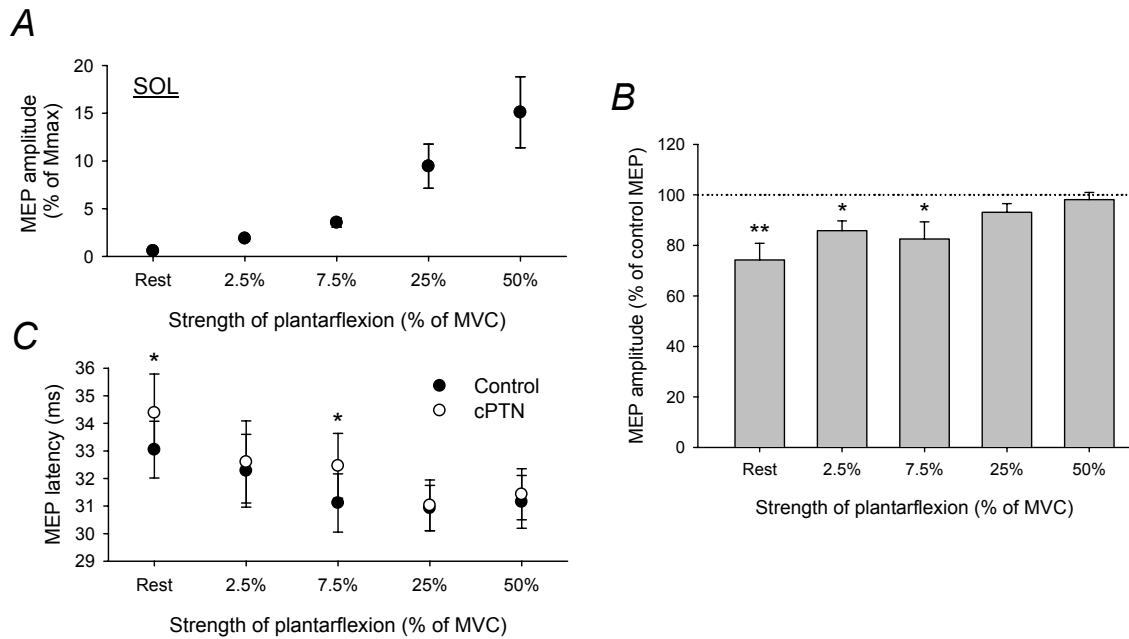 A
SOL
MEP amplitude
(% of Mmax)
20
15
10
5
0
Rest 2.5% 7.5% 25% 50%
Strength of plantarflexion (% of MVC)
B
MEP amplitude (% of control MEP)
120
100
80
60
40
20
0
** * *
Rest 2.5% 7.5% 25% 50%
Strength of plantarflexion (% of MVC)
C
MEP latency (ms)
36
35
34
33
32
31
30
29
* *
Control
cPTN
Rest 2.5% 7.5% 25% 50%
Strength of plantarflexion (% of MVC)